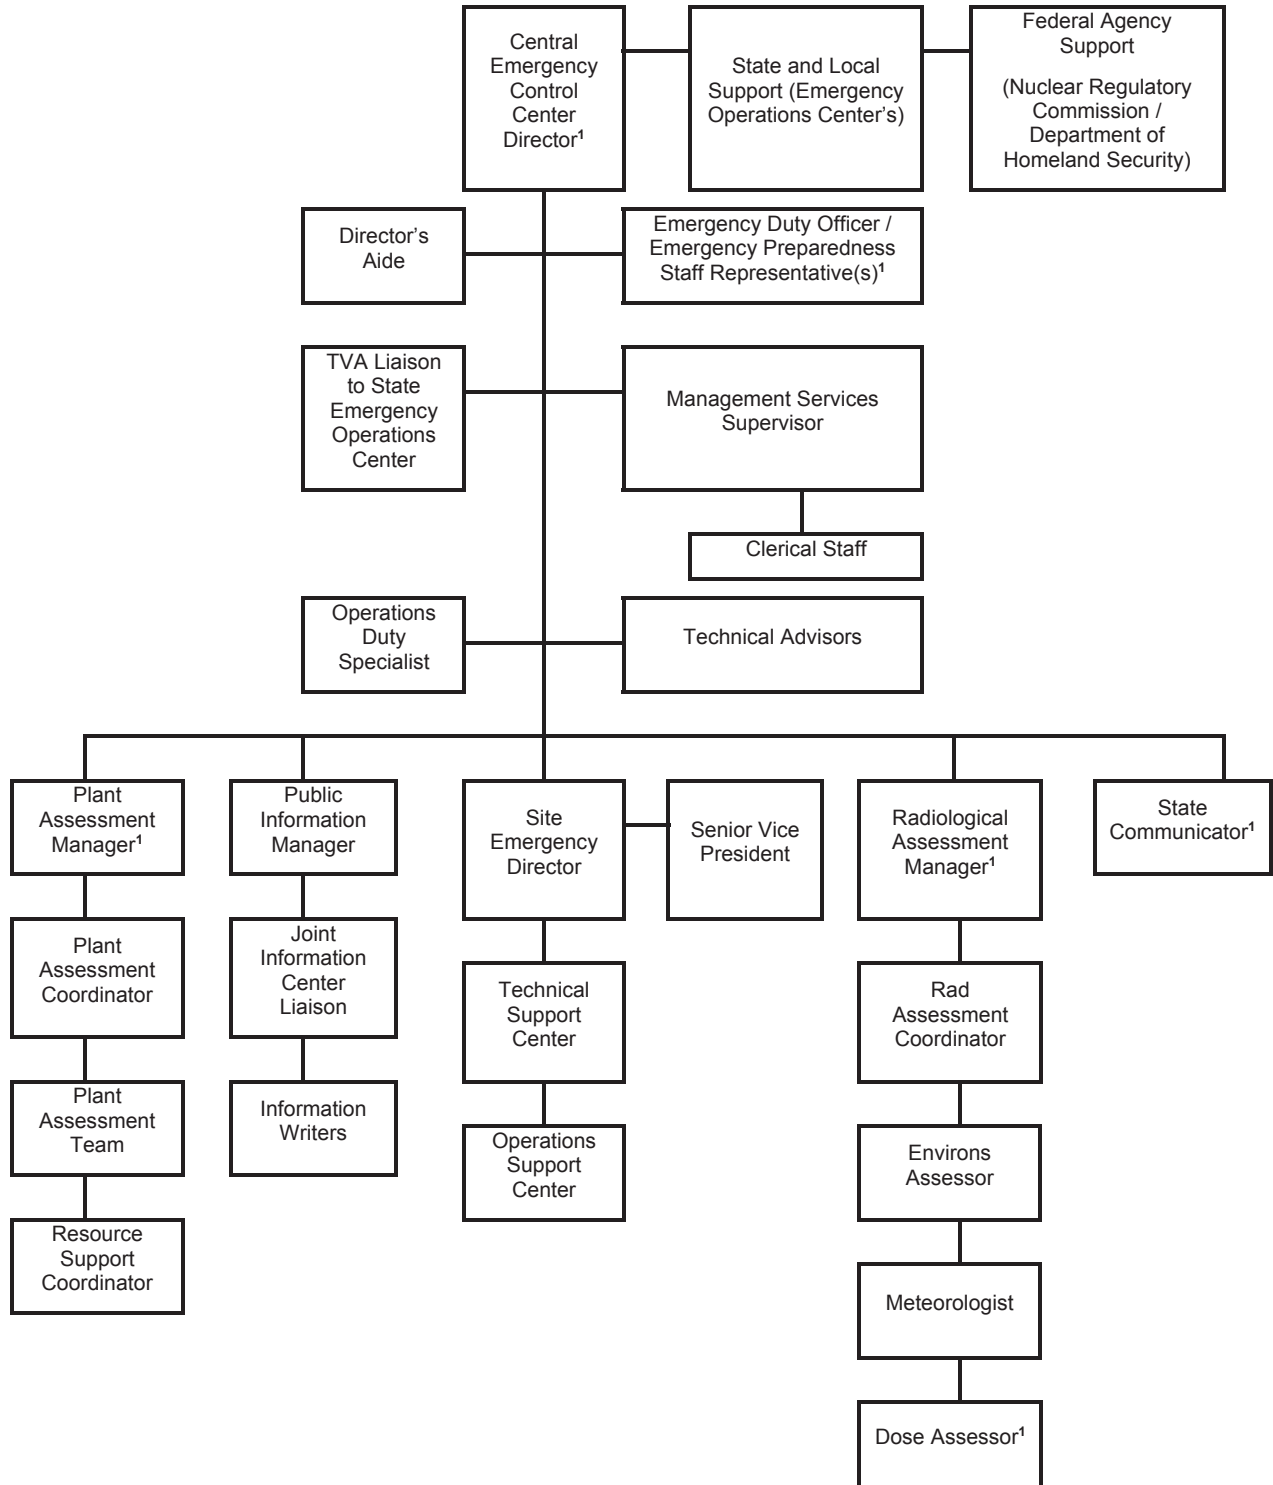 Central
Emergency
Control
Center
Director¹
State and Local
Support (Emergency
Operations Center's)
Federal Agency
Support
(Nuclear Regulatory
Commission /
Department of
Homeland Security)
Director's
Aide
Emergency Duty Officer /
Emergency Preparedness
Staff Representative(s)¹
TVA Liaison
to State
Emergency
Operations
Center
Management Services
Supervisor
Clerical Staff
Operations
Duty
Specialist
Technical Advisors
Plant
Assessment
Manager¹
Public
Information
Manager
Site
Emergency
Director
Senior Vice
President
Radiological
Assessment
Manager¹
State
Communicator¹
Plant
Assessment
Coordinator
Joint
Information
Center
Liaison
Technical
Support
Center
Rad
Assessment
Coordinator
Plant
Assessment
Team
Information
Writers
Operations
Support
Center
Environs
Assessor
Resource
Support
Coordinator
Meteorologist
Dose Assessor¹